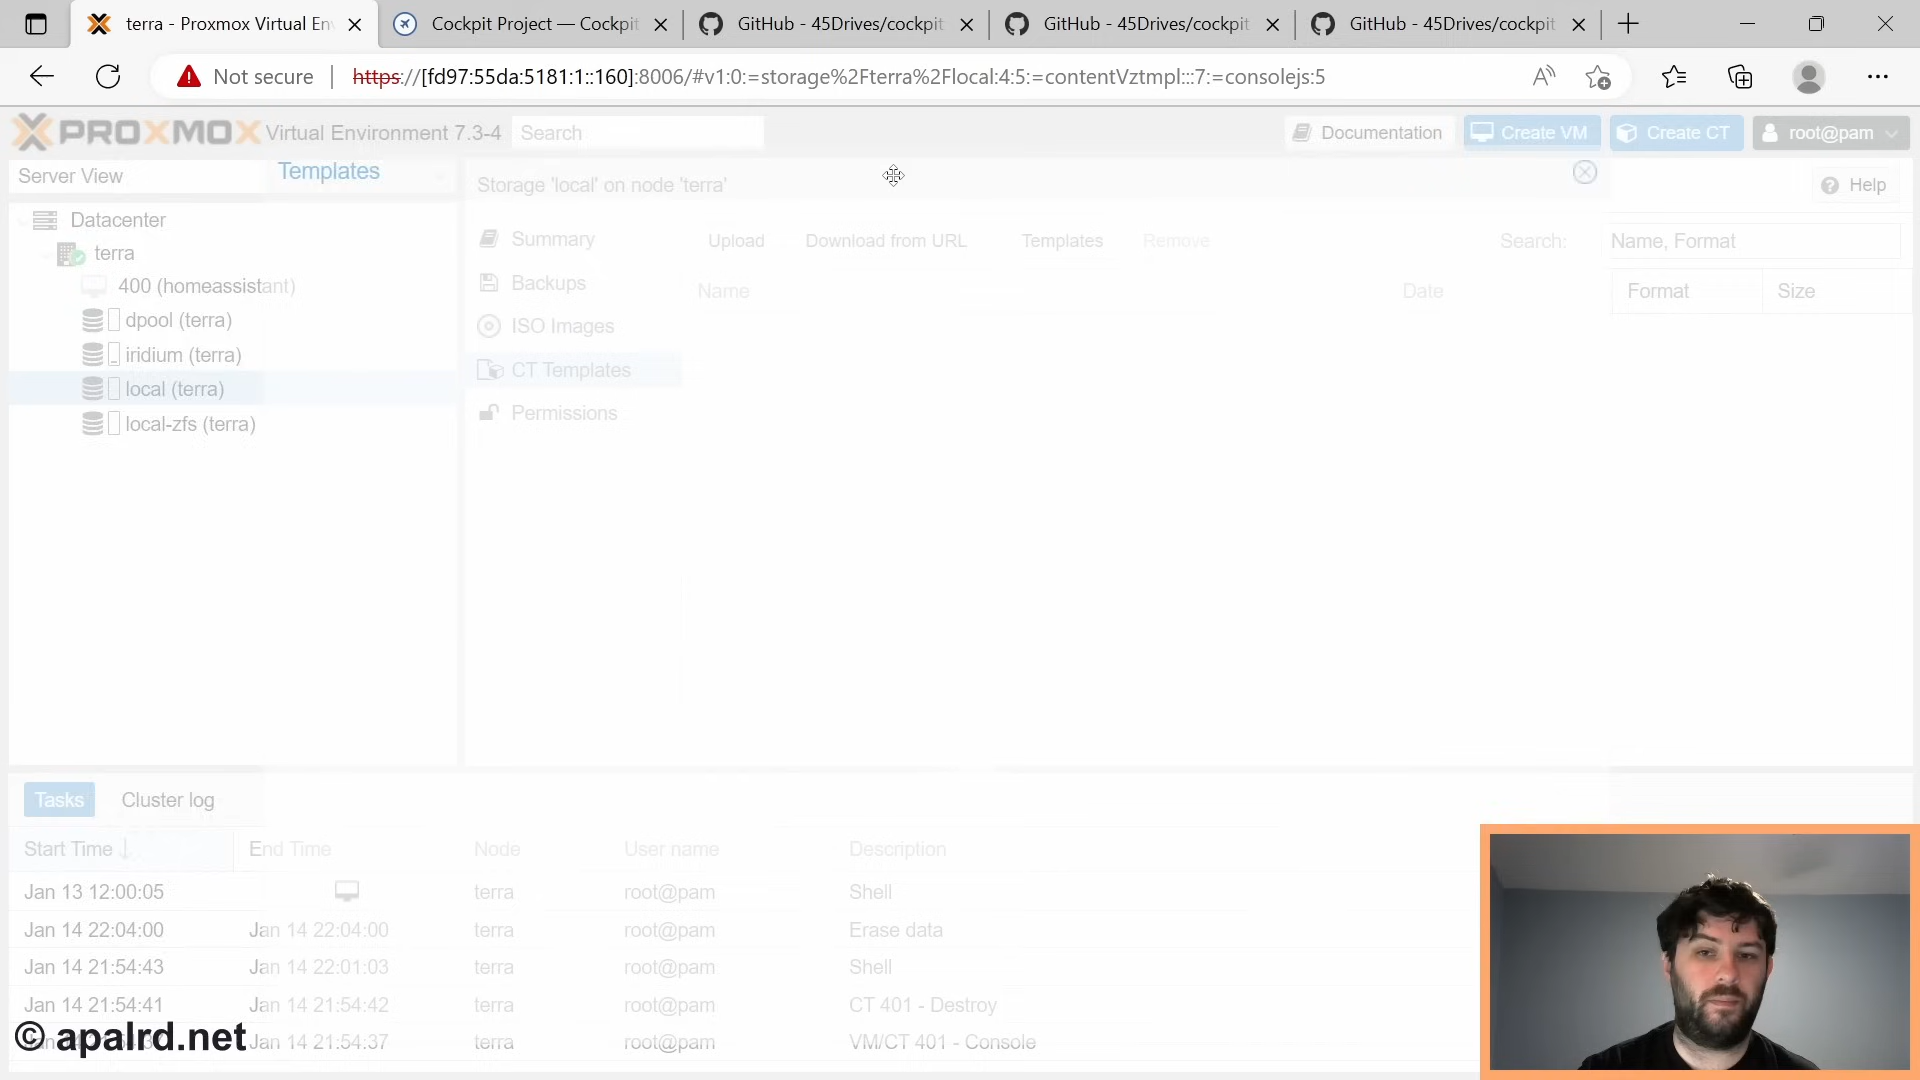 terra - Proxmox Virtual En
Cockpit Project — Cockpit
GitHub - 45Drives/cockpit
GitHub - 45Drives/cockpit
GitHub - 45Drives/cockpit
Not secure
https://[fd97:55da:5181:1::160]:8006/#v1:0:=storage%2Fterra%2Flocal:4:5:=contentVztmpl:::7:=consolejs:5
PROXMOX Virtual Environment 7.3-4
Search
Documentation
Create VM
Create CT
root@pam
Server View
Templates
Storage 'local' on node 'terra'
Help
Datacenter
terra
400 (homeassistant)
dpool (terra)
iridium (terra)
local (terra)
local-zfs (terra)
Summary
Backups
ISO Images
CT Templates
Permissions
Upload
Download from URL
Templates
Remove
Search:
Name, Format
Name
Date
Format
Size
Tasks
Cluster log
Start Time
End Time
Node
User name
Description
Jan 13 12:00:05 terra root@pam Shell
Jan 14 22:04:00 Jan 14 22:04:00 terra root@pam Erase data
Jan 14 21:54:43 Jan 14 22:01:03 terra root@pam Shell
Jan 14 21:54:41 Jan 14 21:54:42 terra root@pam CT 401 - Destroy
Jan 14 21:54:37 terra root@pam VM/CT 401 - Console
© apalrd.net